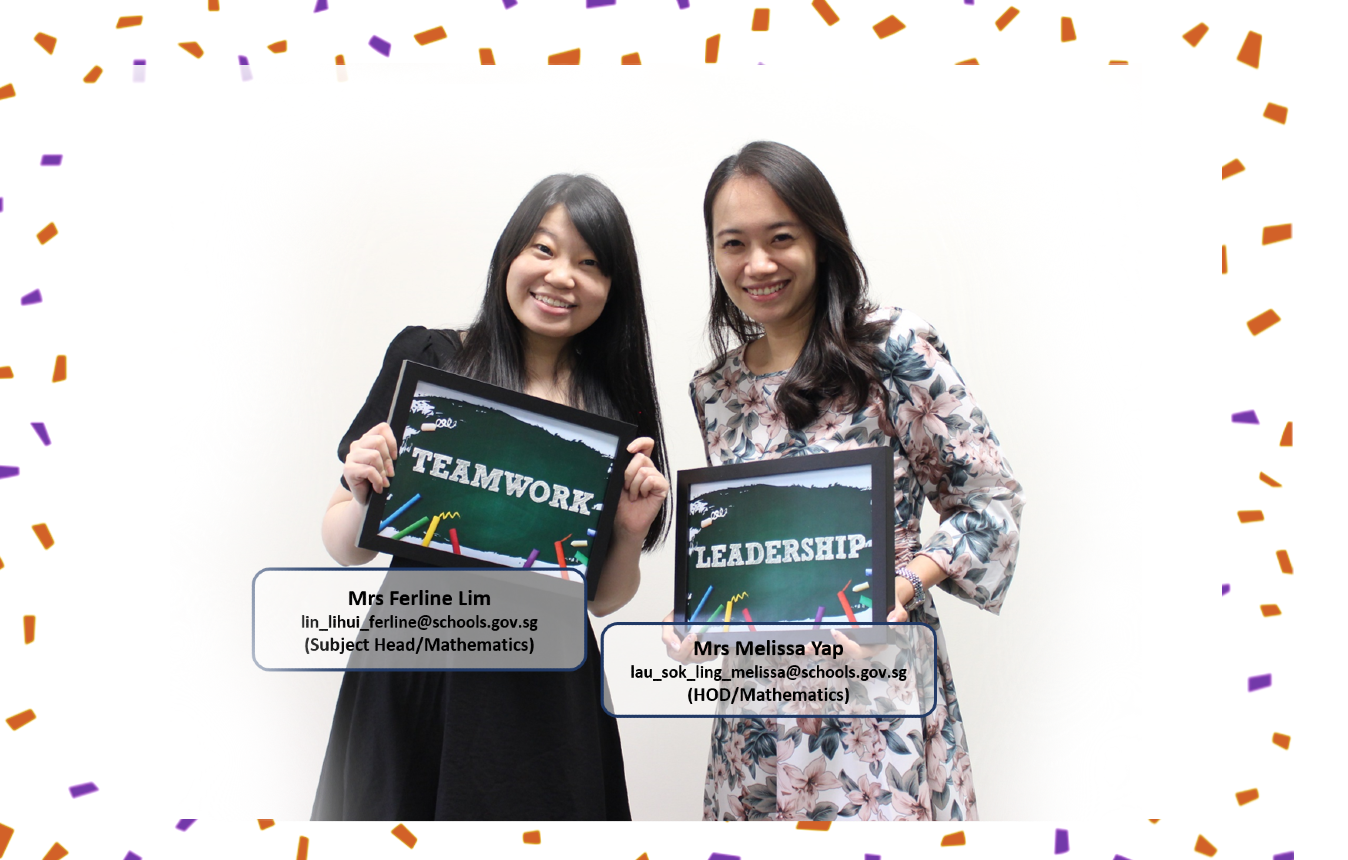 TEAMWORK
LEADERSHIP
Mrs Ferline Lim
lin_lihui_ferline@schools.gov.sg
(Subject Head/Mathematics)
Mrs Melissa Yap
lau_sok_ling_melissa@schools.gov.sg
(HOD/Mathematics)